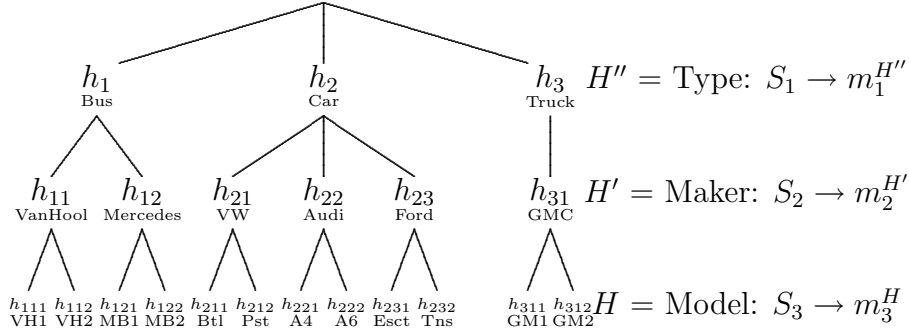 h₁ h₂ h₃ H'' = Type: S₁ → m₁^{H''}
Bus Car Truck
h₁₁ h₁₂ h₂₁ h₂₂ h₂₃ h₃₁ H' = Maker: S₂ → m₂^{H'}
VanHool Mercedes VW Audi Ford GMC
h₁₁₁ h₁₁₂ h₁₂₁ h₁₂₂ h₂₁₁ h₂₁₂ h₂₂₁ h₂₂₂ h₂₃₁ h₂₃₂ h₃₁₁ h₃₁₂ H = Model: S₃ → m₃^{H}
VH1 VH2 MB1 MB2 Btl Pst A4 A6 Esct Tns GM1 GM2